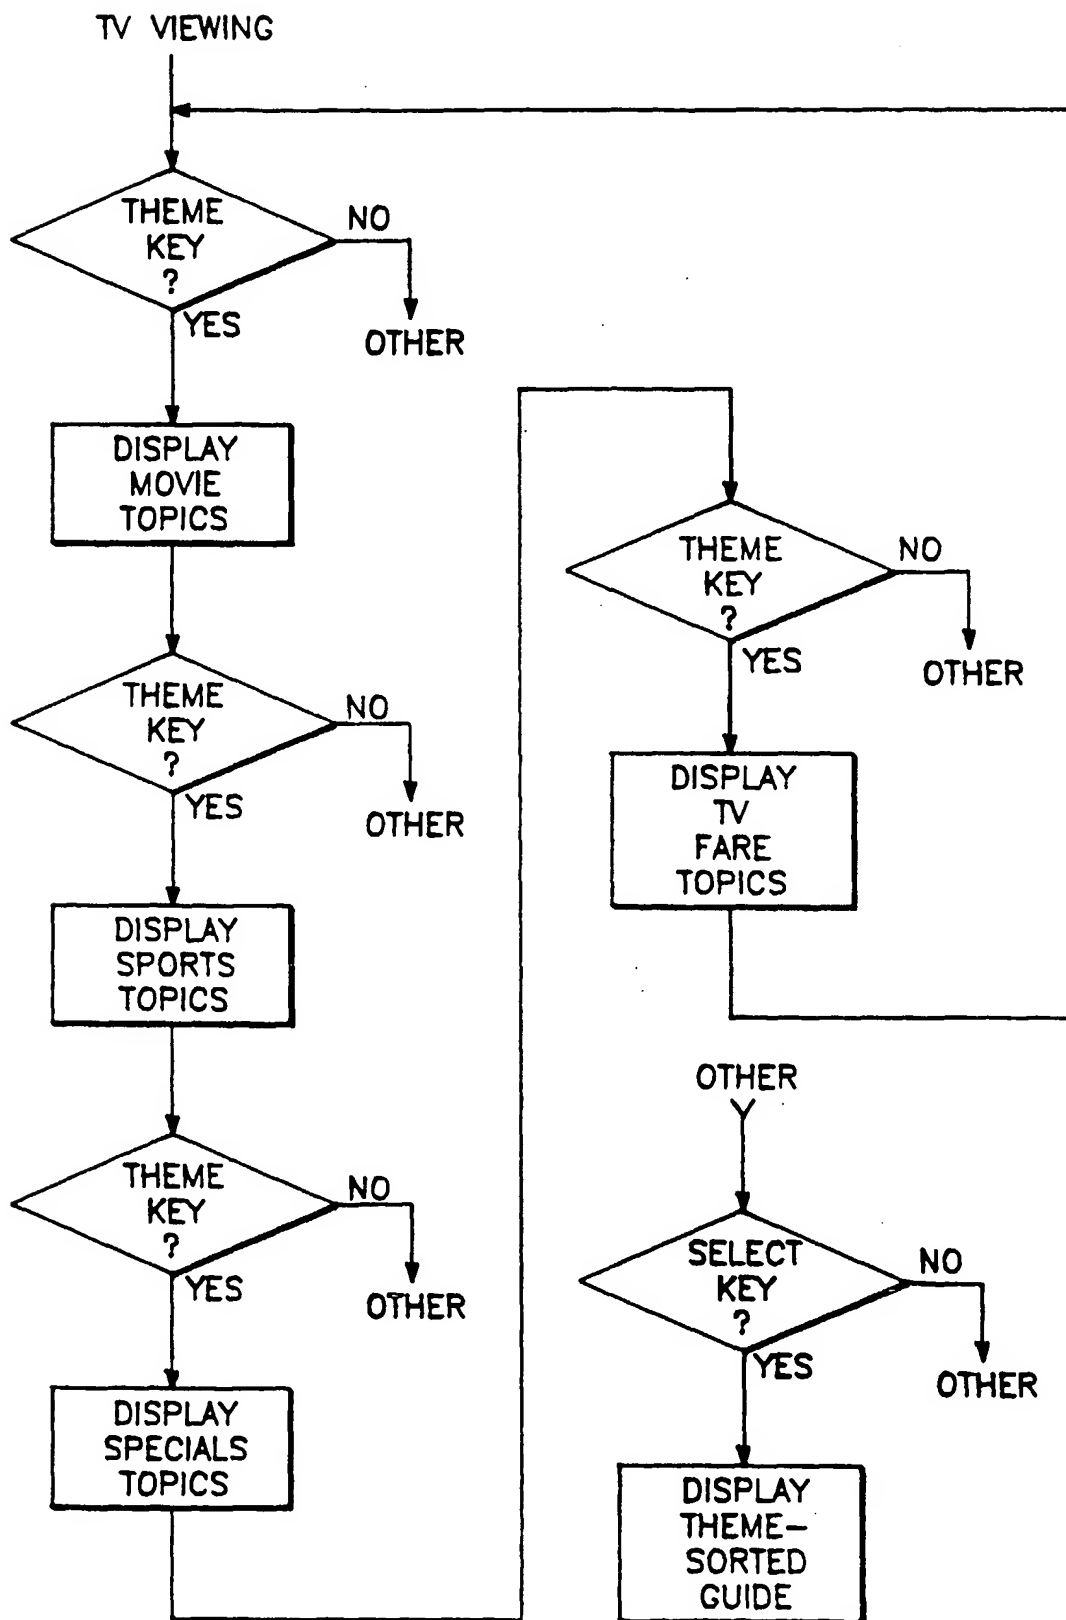 TV VIEWING
THEME
KEY
?
NO
OTHER
YES
DISPLAY
MOVIE
TOPICS
THEME
KEY
?
NO
OTHER
YES
DISPLAY
SPORTS
TOPICS
THEME
KEY
?
NO
OTHER
YES
DISPLAY
SPECIALS
TOPICS
THEME
KEY
?
NO
OTHER
YES
DISPLAY
TV
FARE
TOPICS
OTHER
SELECT
KEY
?
NO
OTHER
YES
DISPLAY
THEME-
SORTED
GUIDE